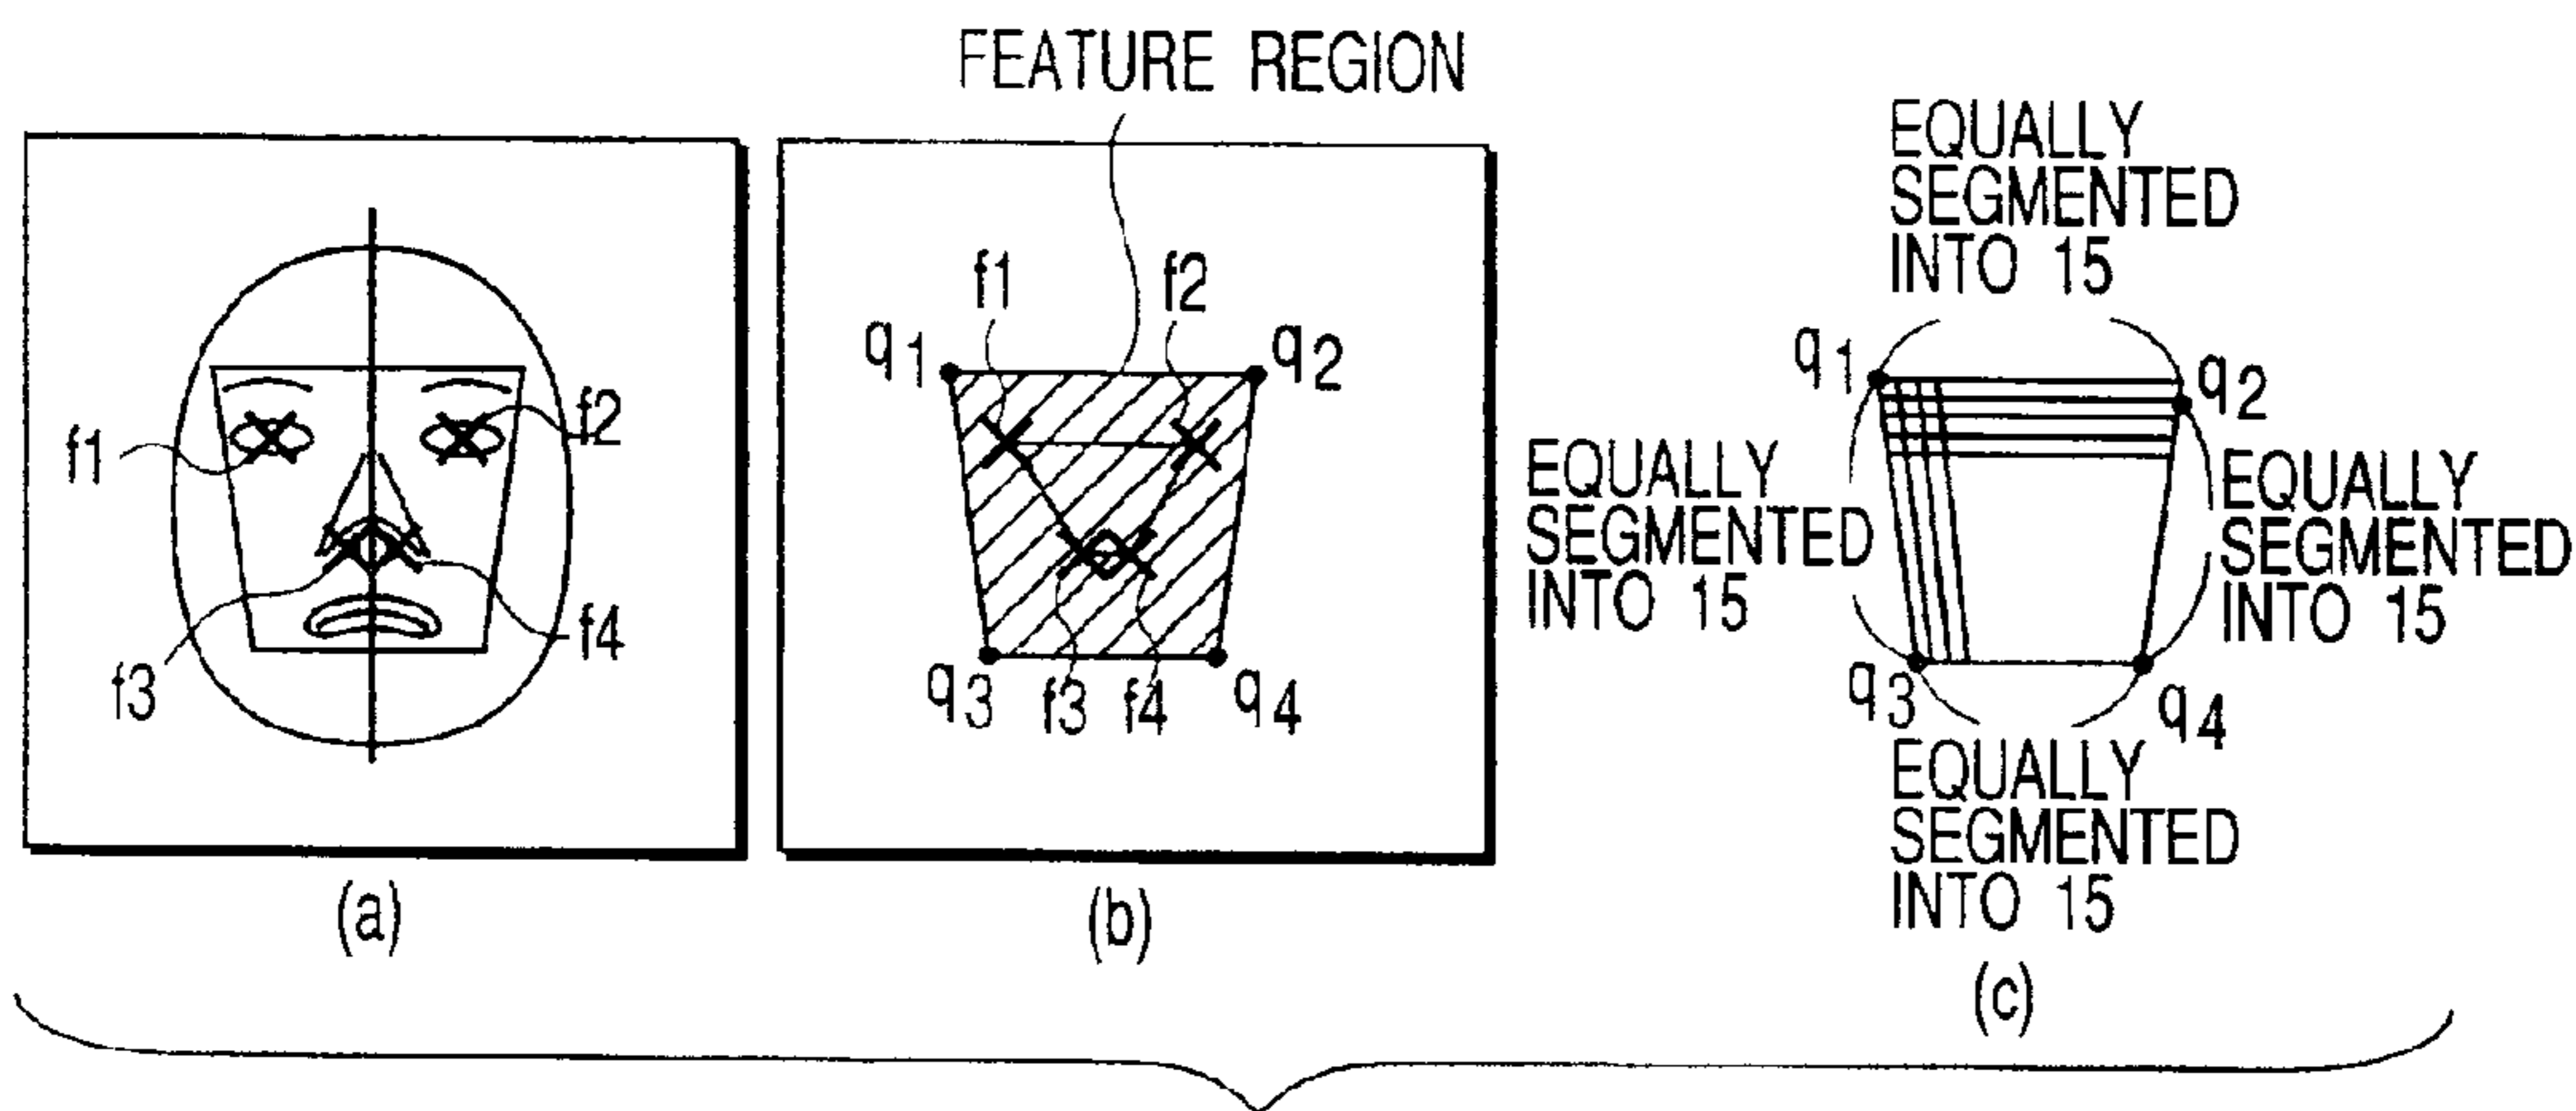 FEATURE REGION
f1
f2
f3
f4
(a)
f1
f2
q1
q2
q3
f3
f4
q4
(b)
EQUALLY
SEGMENTED
INTO 15
q1
q2
EQUALLY
SEGMENTED
INTO 15
EQUALLY
SEGMENTED
INTO 15
q3
q4
EQUALLY
SEGMENTED
INTO 15
(c)